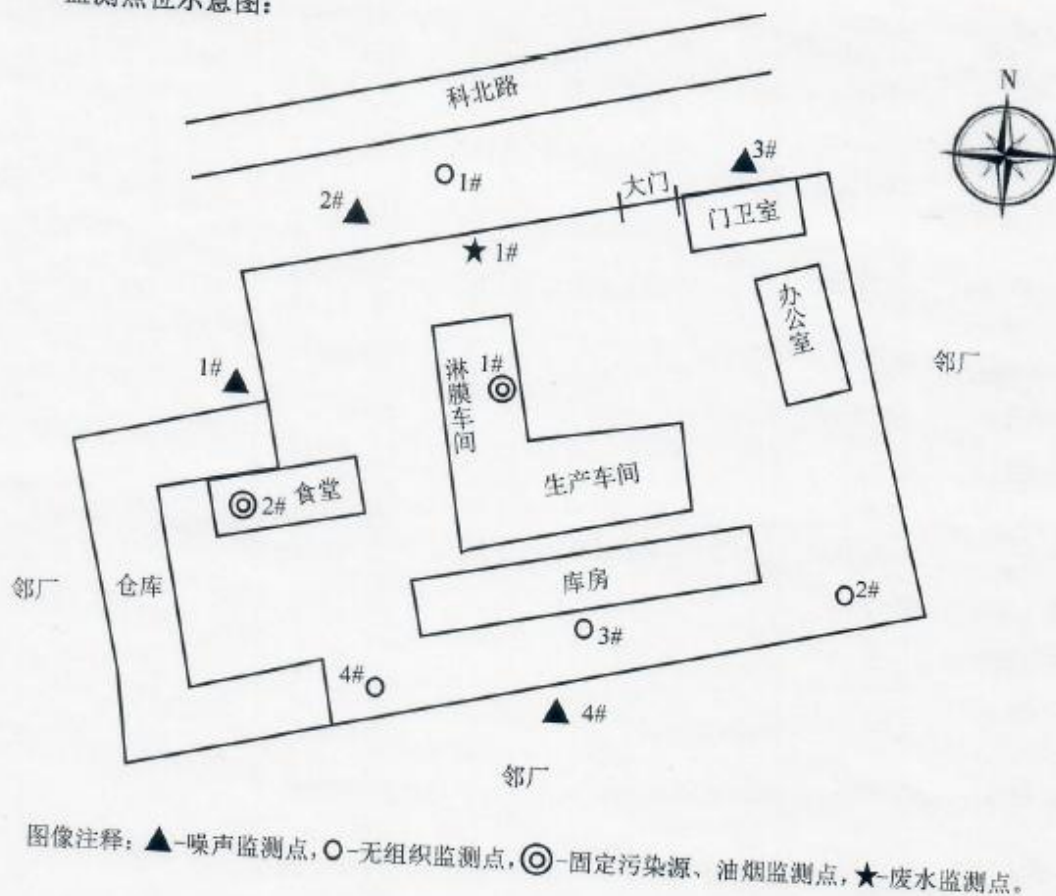 监测点位示意图:
科北路
N
1#
3#
2#
大门
门卫室
1#
办公室
1#
1#
淋膜车间
邻厂
生产车间
食堂
2#
邻厂
仓库
库房
2#
3#
4#
4#
邻厂
图像注释:▲-噪声监测点,○-无组织监测点,◎-固定污染源、油烟监测点,★-废水监测点。